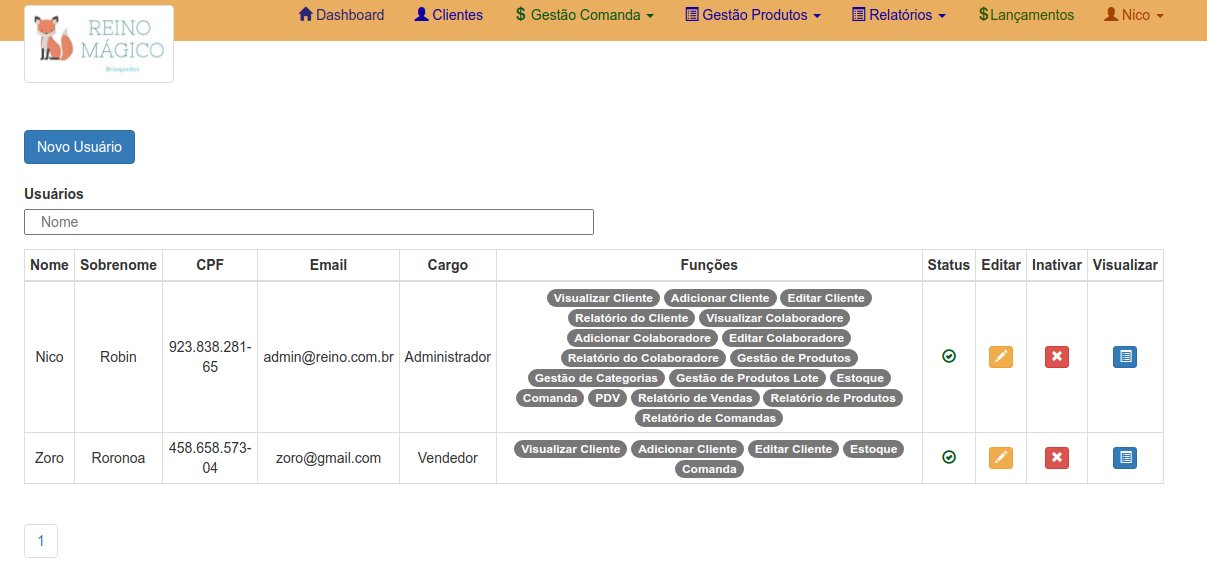 REINO
MÁGICO
Brinquedos
Dashboard Clientes $ Gestão Comanda Gestão Produtos Relatórios $Lançamentos Nico
Novo Usuário
Usuários
Nome
Nome Sobrenome CPF Email Cargo Funções Status Editar Inativar Visualizar
Visualizar Cliente Adicionar Cliente Editar Cliente
Relatório do Cliente Visualizar Colaboradore
Adicionar Colaboradore Editar Colaboradore
Nico Robin 923.838.281-65 admin@reino.com.br Administrador Relatório do Colaboradore Gestão de Produtos
Gestão de Categorias Gestão de Produtos Lote Estoque
Comanda PDV Relatório de Vendas Relatório de Produtos
Relatório de Comandas
Zoro Roronoa 458.658.573-04 zoro@gmail.com Vendedor Visualizar Cliente Adicionar Cliente Editar Cliente Estoque
Comanda
1